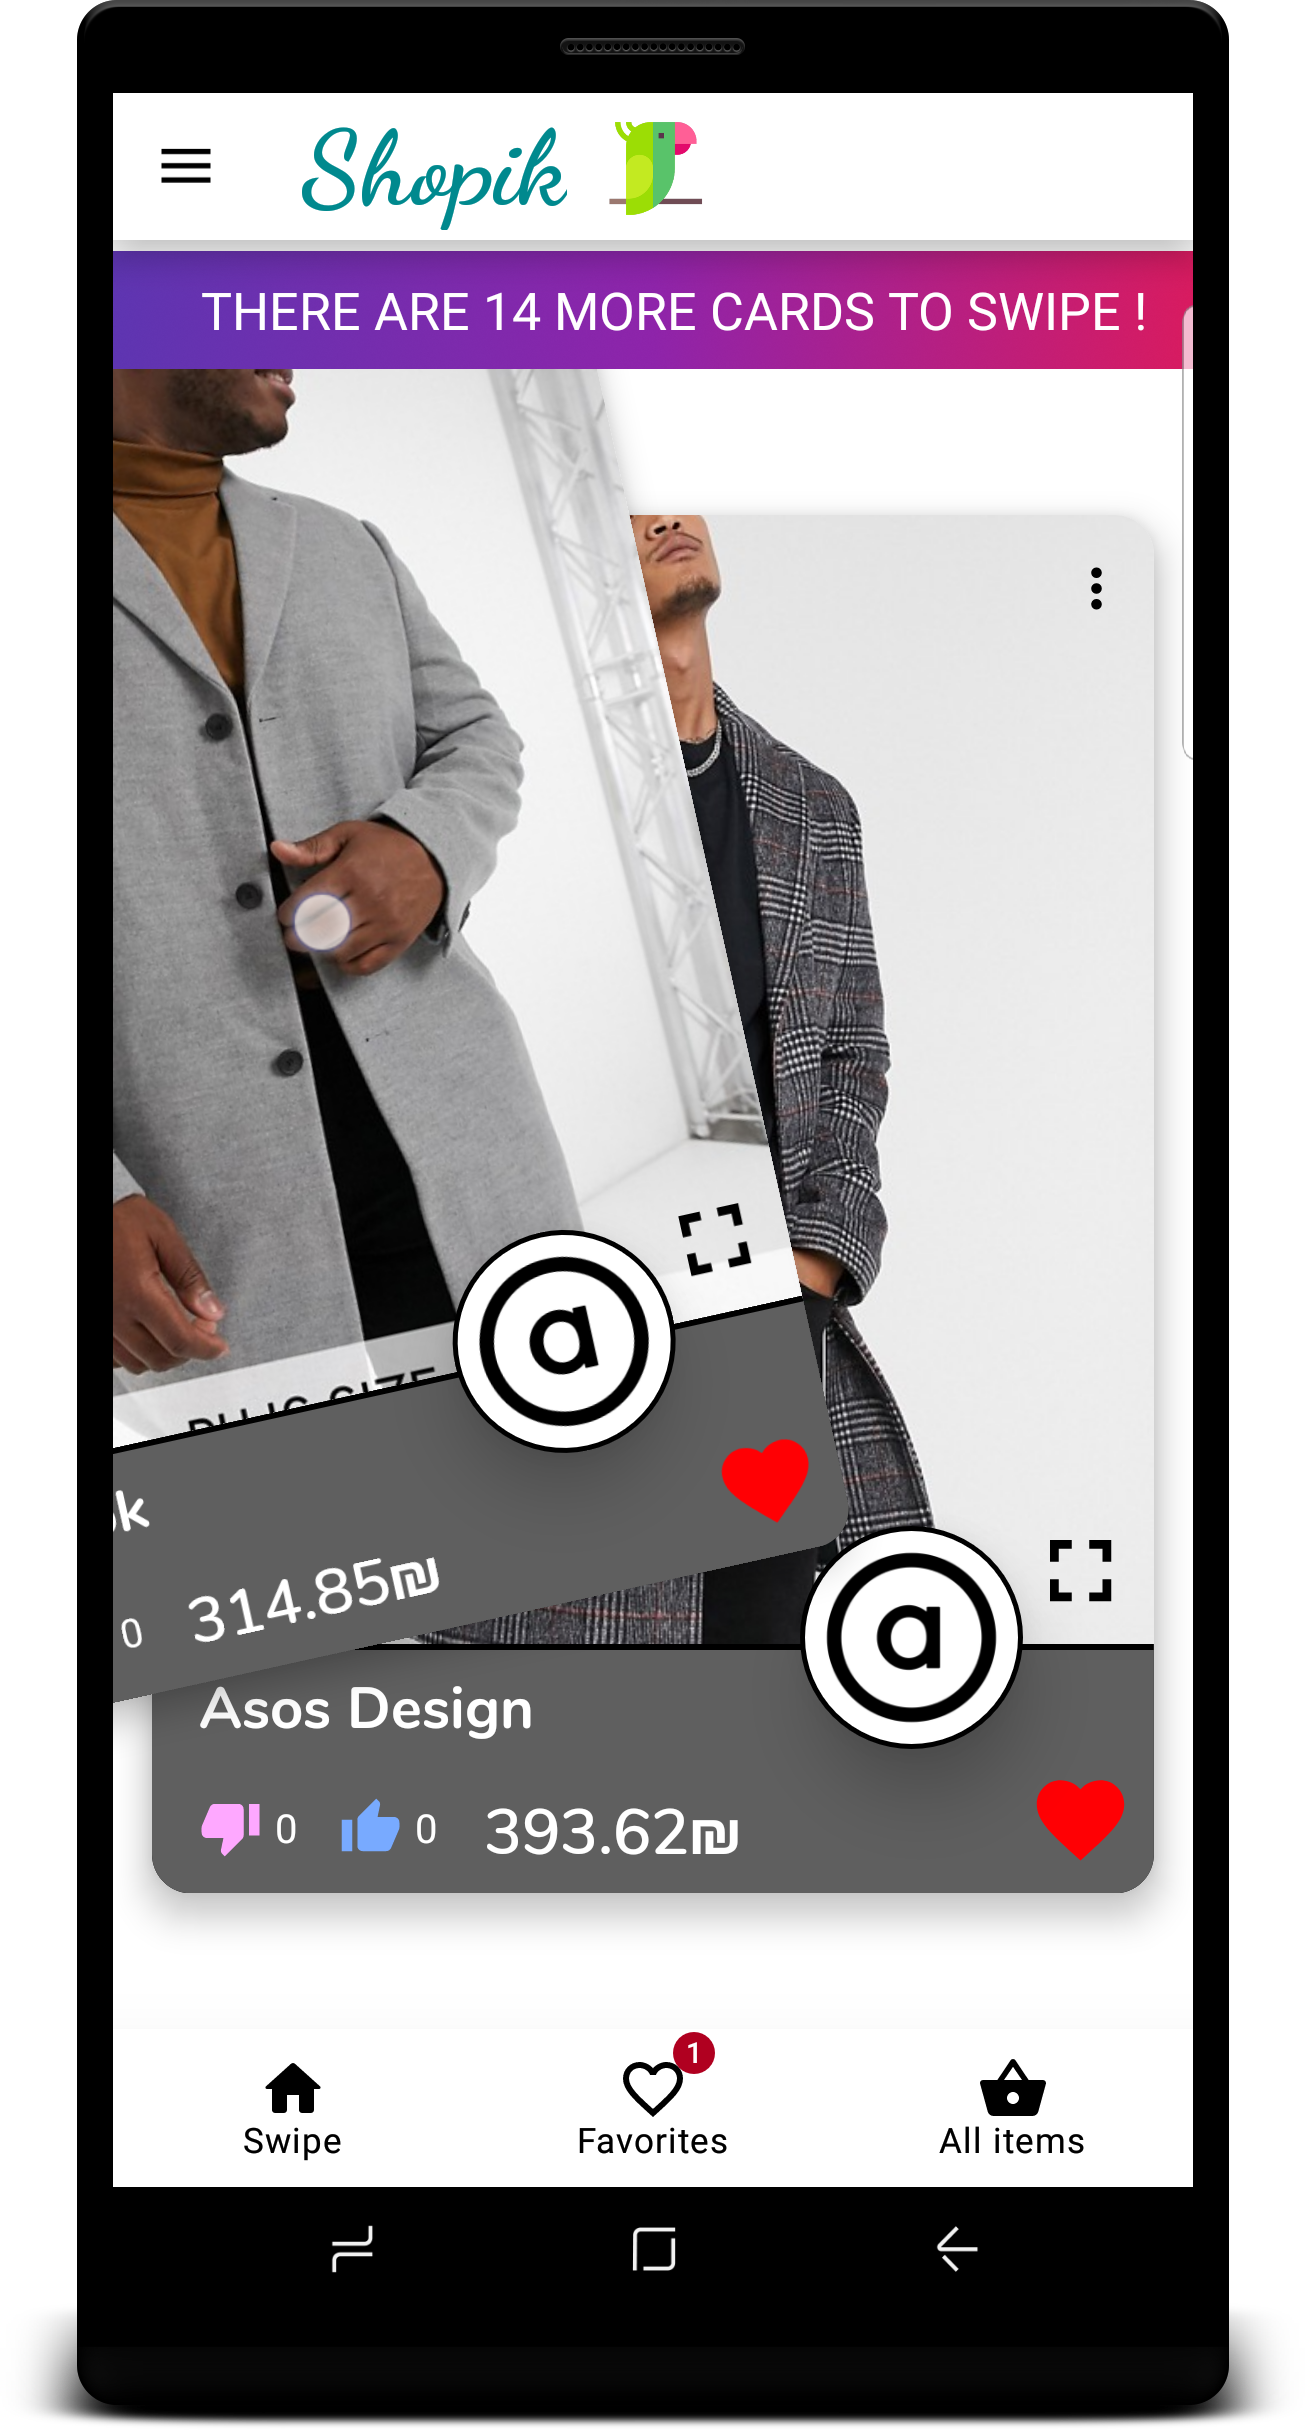 Shopik
THERE ARE 14 MORE CARDS TO SWIPE !
PLUS SIZE
a
k
0 314.85₪
a
Asos Design
0 0 393.62₪
1
Swipe Favorites All items